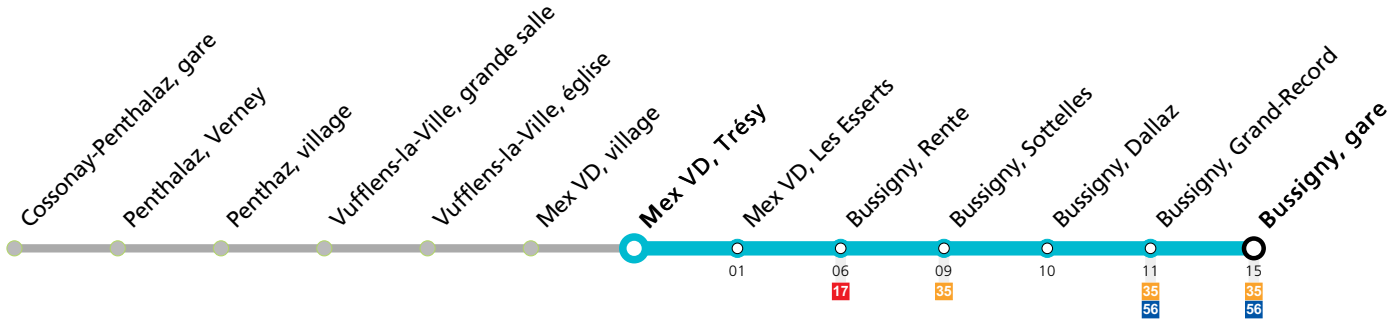 Cossonay-Penthalaz, gare
Penthalaz, Verney
Penthaz, village
Vufflens-la-Ville, grande salle
Vufflens-la-Ville, église
Mex VD, village
Mex VD, Trésy
Mex VD, Les Esserts
Bussigny, Rente
Bussigny, Sottelles
Bussigny, Dallaz
Bussigny, Grand-Record
Bussigny, gare
01
06
09
10
11
15
17
35
35
35
56
56